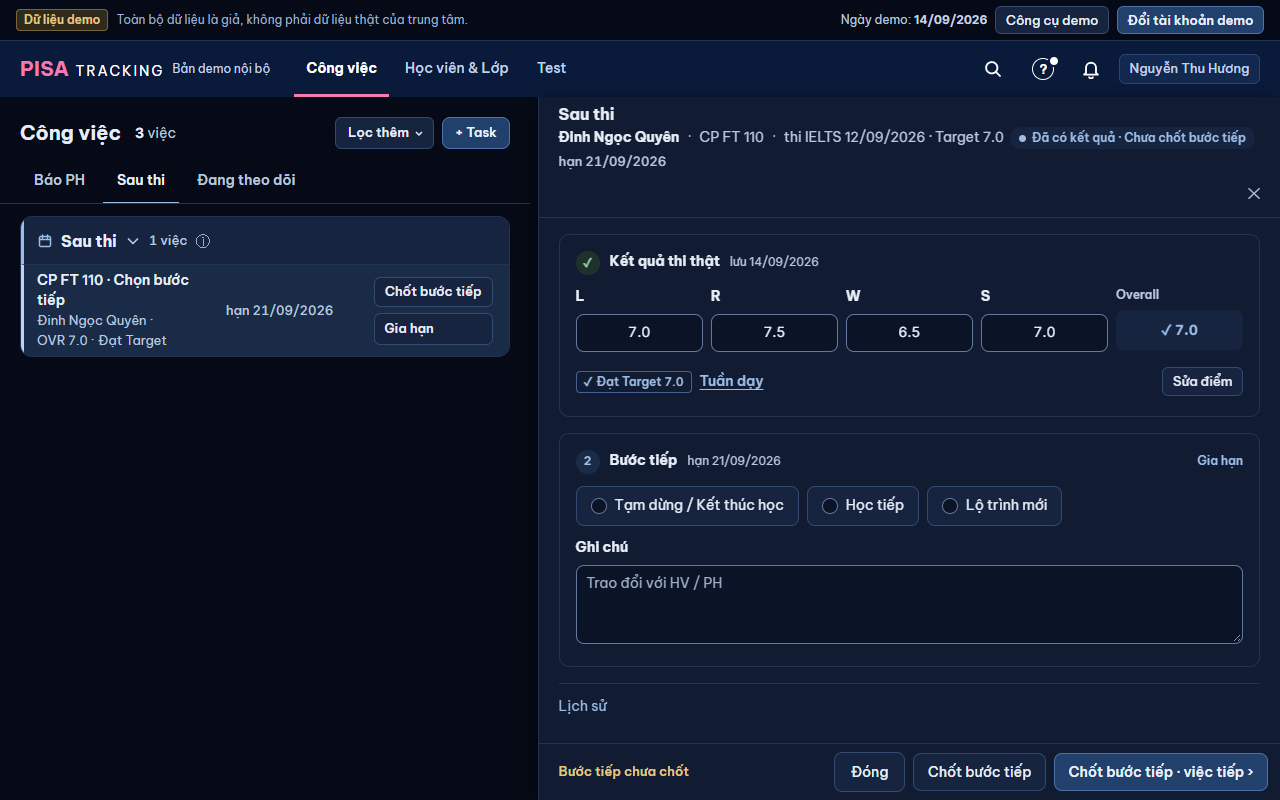 Dữ liệu demo Toàn bộ dữ liệu là giả, không phải dữ liệu thật của trung tâm. Ngày demo: 14/09/2026 Công cụ demo Đổi tài khoản demo
PISA TRACKING Bản demo nội bộ Công việc Học viên & Lớp Test ? Nguyễn Thu Hương
Công việc 3 việc Lọc thêm + Task
Báo PH Sau thi Đang theo dõi
Sau thi 1 việc
CP FT 110 · Chọn bước tiếp
Đinh Ngọc Quyên ·
OVR 7.0 · Đạt Target
hạn 21/09/2026
Chốt bước tiếp
Gia hạn
Sau thi
Đinh Ngọc Quyên · CP FT 110 · thi IELTS 12/09/2026 · Target 7.0 Đã có kết quả · Chưa chốt bước tiếp
hạn 21/09/2026
✓ Kết quả thi thật lưu 14/09/2026
L R W S Overall
7.0 7.5 6.5 7.0 ✓ 7.0
✓ Đạt Target 7.0 Tuần dạy Sửa điểm
2 Bước tiếp hạn 21/09/2026 Gia hạn
Tạm dừng / Kết thúc học Học tiếp Lộ trình mới
Ghi chú
Trao đổi với HV / PH
Lịch sử
Bước tiếp chưa chốt Đóng Chốt bước tiếp Chốt bước tiếp · việc tiếp ›